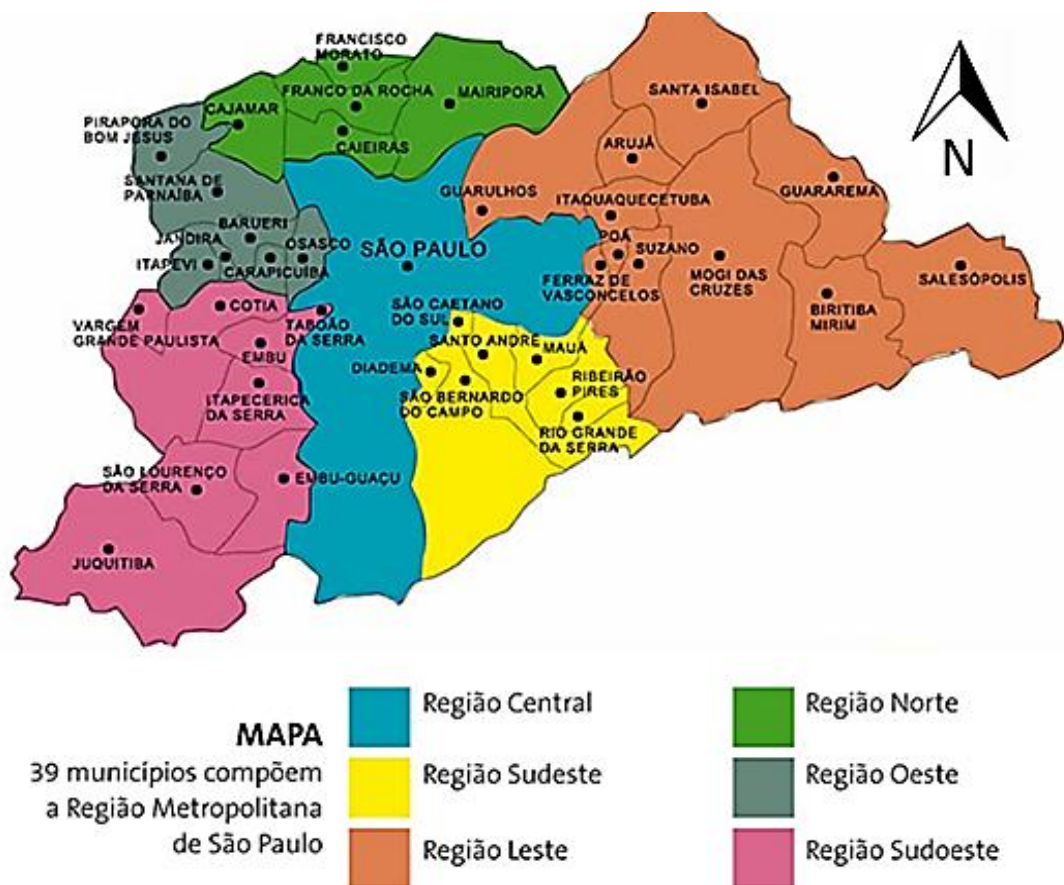 FRANCISCO
MORATO
FRANCO DA ROCHA
MAIRIPORÃ
CAJAMAR
CAIEIRAS
PIRAPORA DO
BOM JESUS
SANTANA DE
PARNAÍBA
BARUERI
JANDIRA
OSASCO
ITAPEVI
CARAPICUÍBA
SANTA ISABEL
ARUJÁ
GUARULHOS
ITAQUAQUECETUBA
GUARAREMA
POÁ
SUZANO
FERRAZ DE
VASCONCELOS
MOGI DAS
CRUZES
BIRITIBA
MIRIM
SALESÓPOLIS
N
SÃO PAULO
SÃO CAETANO
DO SUL
SANTO ANDRÉ
MAUÁ
DIADEMA
SÃO BERNARDO
DO CAMPO
RIBEIRÃO
PIRES
RIO GRANDE
DA SERRA
COTIA
VARGEM
GRANDE PAULISTA
TABOÃO
DA SERRA
EMBU
ITAPECERICA
DA SERRA
SÃO LOURENÇO
DA SERRA
EMBU-GUAÇU
JUQUITIBA
MAPA
39 municípios compõem
a Região Metropolitana
de São Paulo
Região Central
Região Sudeste
Região Leste
Região Norte
Região Oeste
Região Sudoeste